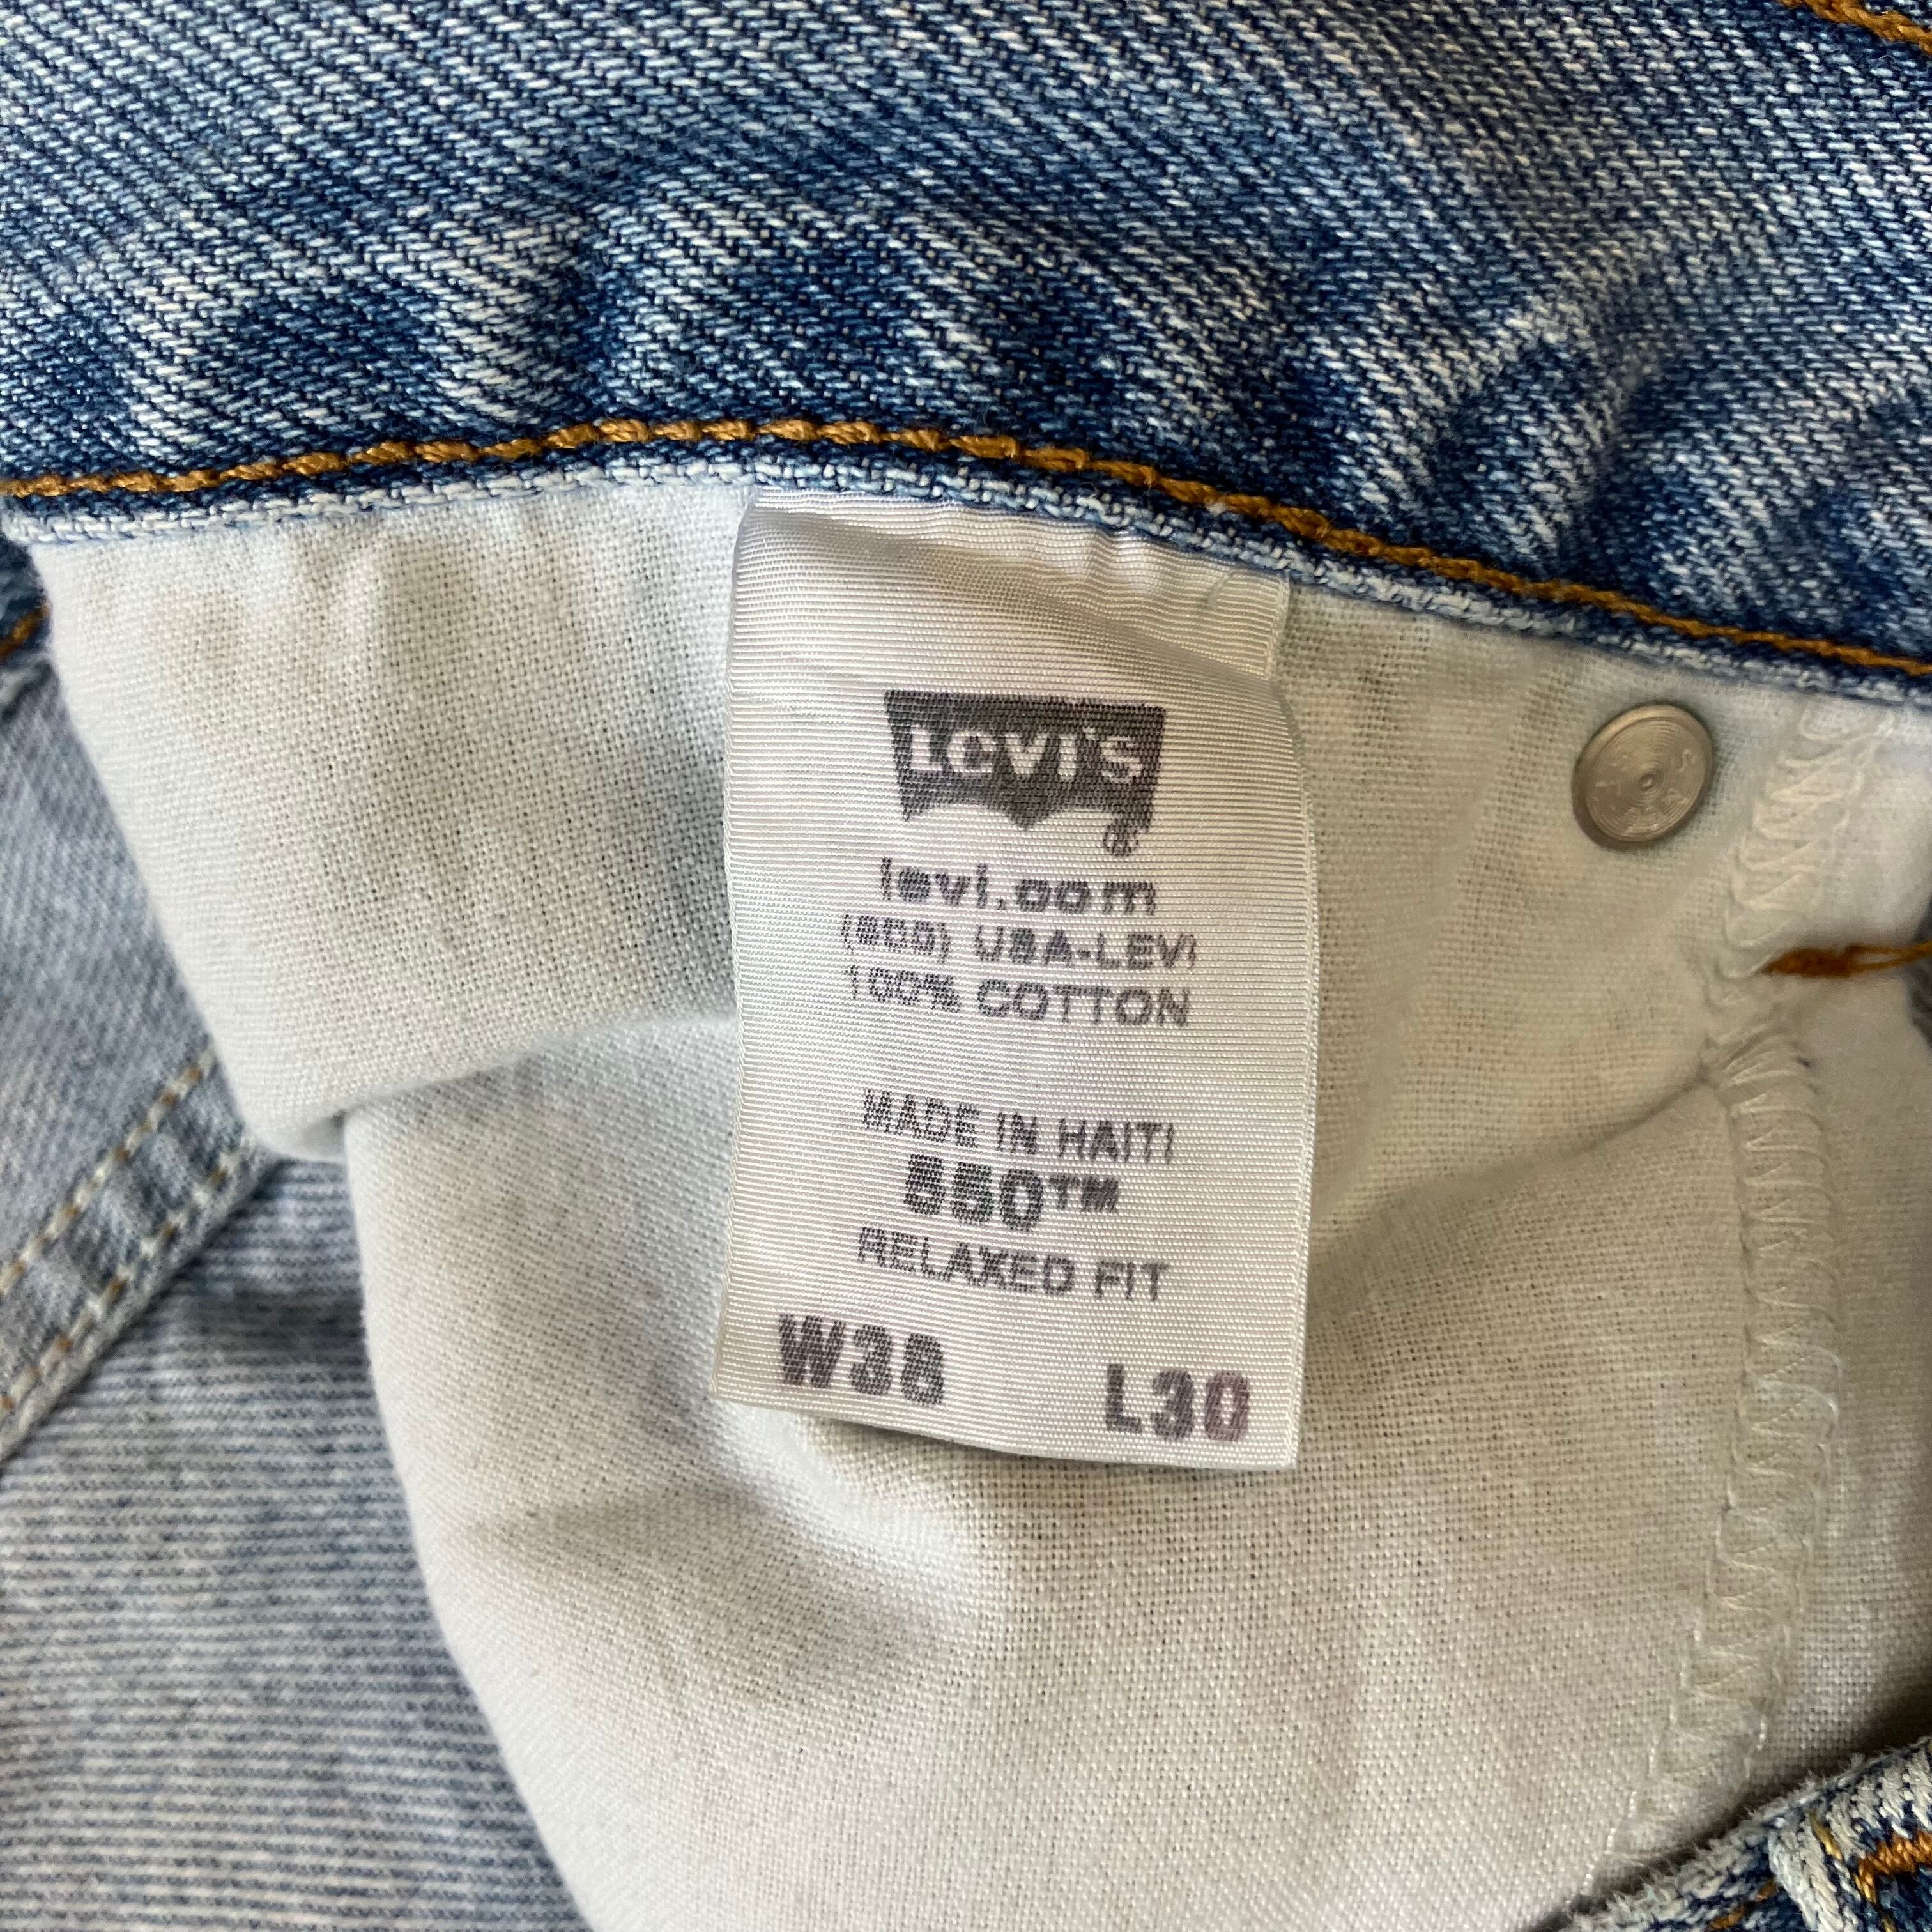 LEVI'S
®
levi.com
(800) USA-LEVI
100% COTTON
MADE IN HAITI
550™
RELAXED FIT
W38 L30